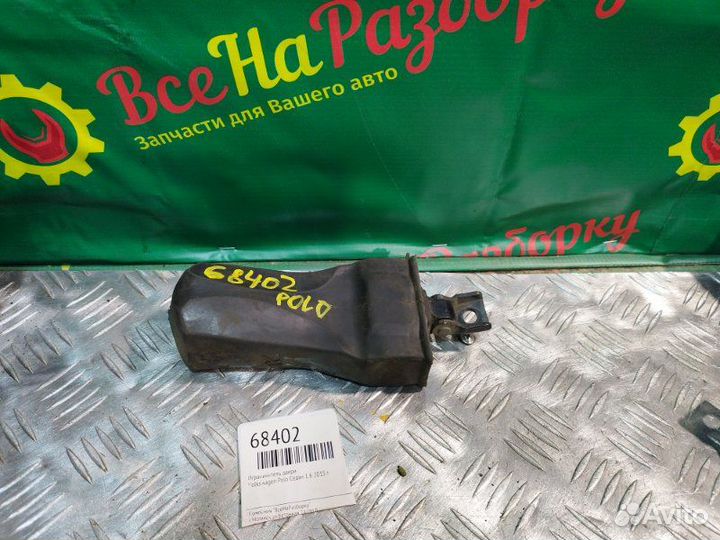 ВсеНаРазборку
Запчасти для Вашего авто
Разборку
68402
POLO
68402
Ограничитель двери
Volkswagen Polo Седан 1.6 2015 г.
Avito